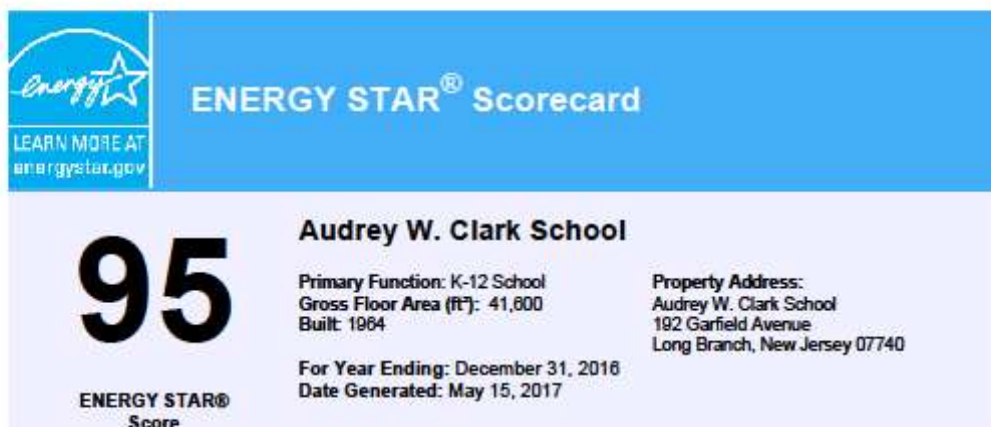 energy
LEARN MORE AT
energystar.gov
ENERGY STAR® Scorecard
95
ENERGY STAR®
Score
Audrey W. Clark School
Primary Function: K-12 School
Gross Floor Area (ft²): 41,600
Built: 1964
For Year Ending: December 31, 2016
Date Generated: May 15, 2017
Property Address:
Audrey W. Clark School
192 Garfield Avenue
Long Branch, New Jersey 07740